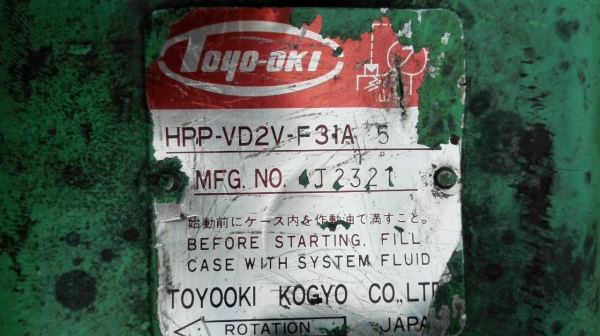 TOYO-OKI
HPP-VD2V-F31A 5
MFG. NO. 4J2321
始動前にケース内を作動油で満すこと。
BEFORE STARTING, FILL
CASE WITH SYSTEM FLUID
TOYOOKI KOGYO CO.,LTD
ROTATION JAPA